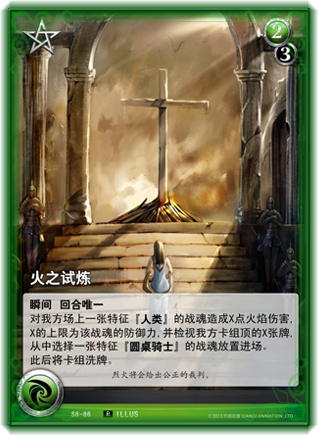 2
3
火之试炼
瞬间 回合唯一
对我方场上一张特征『人类』的战魂造成X点火焰伤害,
X的上限为该战魂的防御力,并检视我方卡组顶的X张牌,
从中选择一张特征『圆桌骑士』的战魂放置进场。
此后将卡组洗牌。
烈火将会给出公正的裁判。
S8-86 R ILLUS